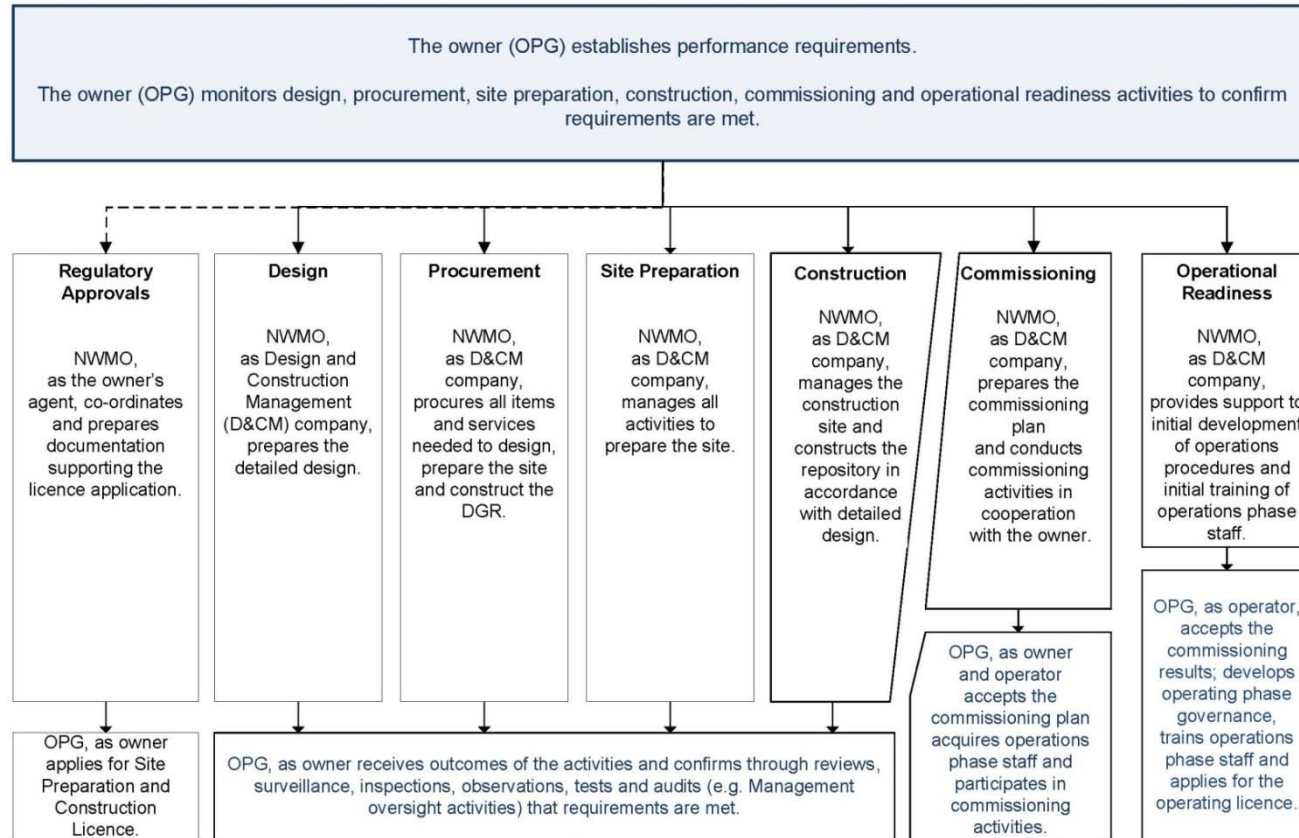 The owner (OPG) establishes performance requirements.
The owner (OPG) monitors design, procurement, site preparation, construction, commissioning and operational readiness activities to confirm
requirements are met.
Regulatory
Approvals
NWMO,
as the owner's
agent, co-ordinates
and prepares
documentation
supporting the
licence application.
Design
NWMO,
as Design and
Construction
Management
(D&CM) company,
prepares the
detailed design.
Procurement
NWMO,
as D&CM
company,
procures all items
and services
needed to design,
prepare the site
and construct the
DGR.
Site Preparation
NWMO,
as D&CM
company,
manages all
activities to
prepare the site.
Construction
NWMO,
as D&CM
company,
manages the
construction
site and
constructs the
repository in
accordance
with detailed
design.
Commissioning
NWMO,
as D&CM
company,
prepares the
commissioning
plan
and conducts
commissioning
activities in
cooperation
with the owner.
Operational
Readiness
NWMO,
as D&CM
company,
provides support to
initial development
of operations
procedures and
initial training of
operations phase
staff.
OPG, as owner
applies for Site
Preparation and
Construction
Licence.
OPG, as owner receives outcomes of the activities and confirms through reviews,
surveillance, inspections, observations, tests and audits (e.g. Management
oversight activities) that requirements are met.
OPG, as owner
and operator
accepts the
commissioning plan
acquires operations
phase staff and
participates in
commissioning
activities.
OPG, as operator,
accepts the
commissioning
results; develops
operating phase
governance,
trains operations
phase staff and
applies for the
operating licence.